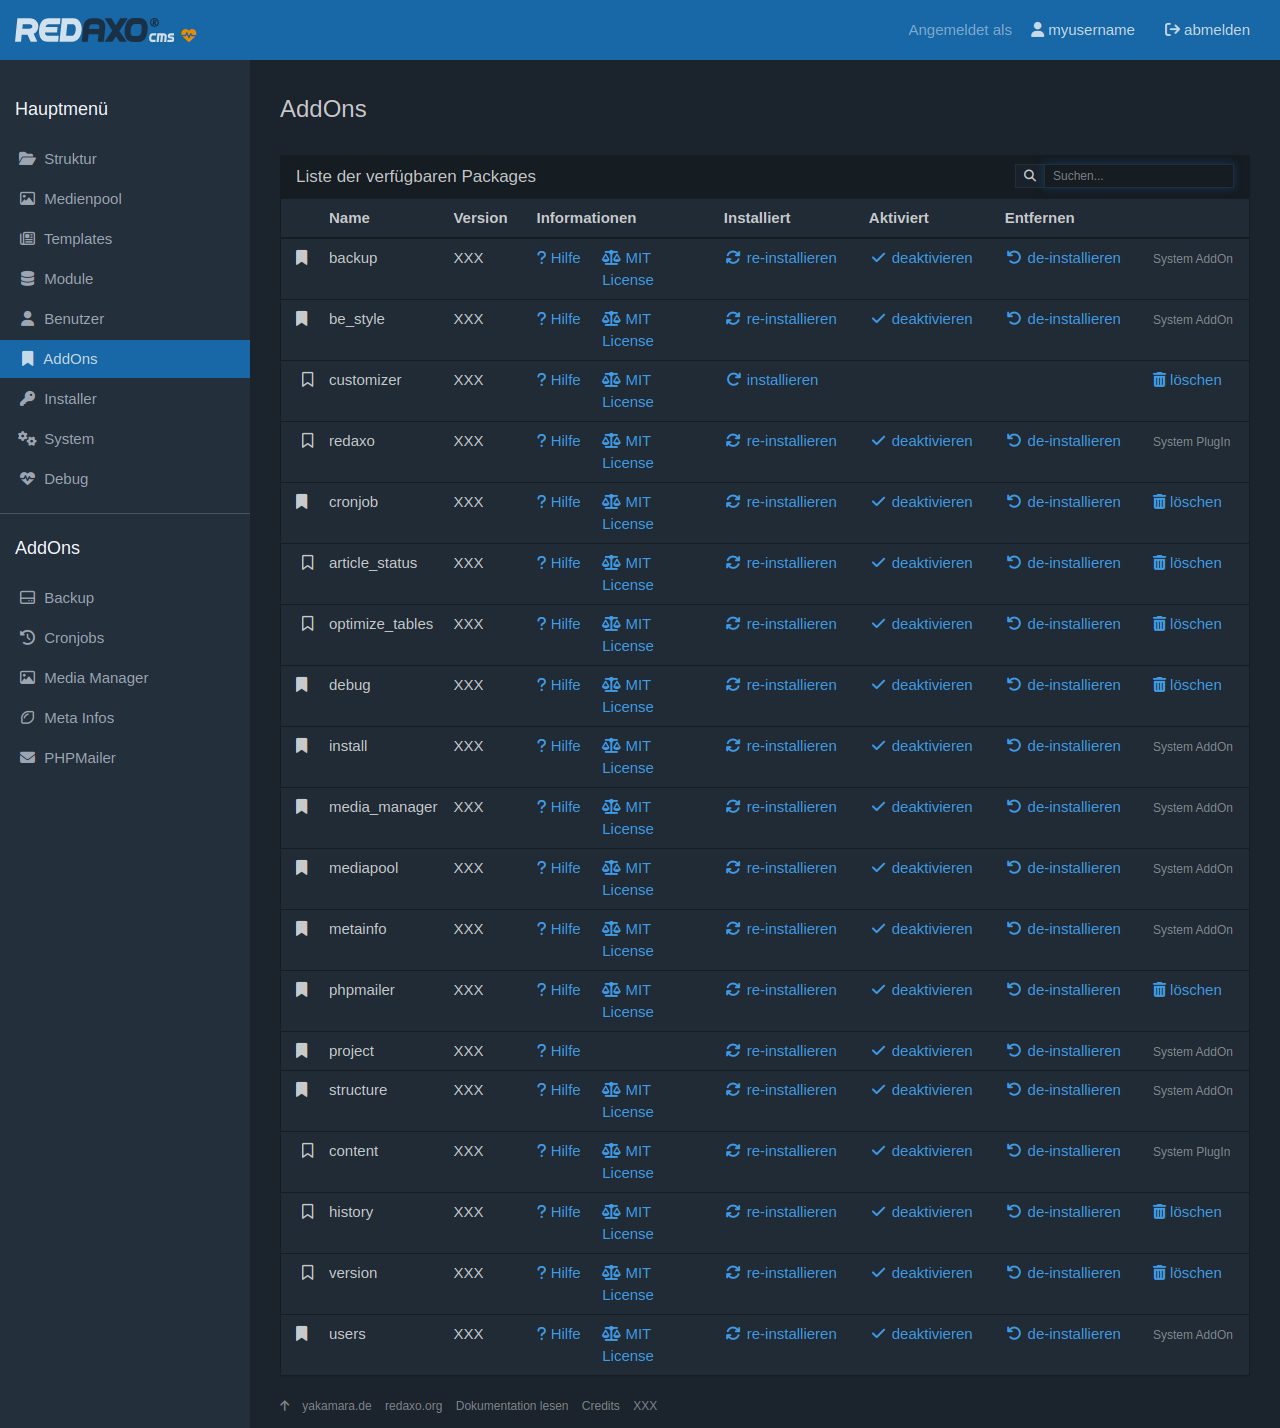 REDAXO® cms
Angemeldet als myusername abmelden
Hauptmenü
Struktur
Medienpool
Templates
Module
Benutzer
AddOns
Installer
System
Debug
AddOns
Backup
Cronjobs
Media Manager
Meta Infos
PHPMailer
AddOns
Liste der verfügbaren Packages Suchen...
Name Version Informationen Installiert Aktiviert Entfernen
backup XXX ? Hilfe MIT re-installieren deaktivieren de-installieren System AddOn
License
be_style XXX ? Hilfe MIT re-installieren deaktivieren de-installieren System AddOn
License
customizer XXX ? Hilfe MIT installieren löschen
License
redaxo XXX ? Hilfe MIT re-installieren deaktivieren de-installieren System PlugIn
License
cronjob XXX ? Hilfe MIT re-installieren deaktivieren de-installieren löschen
License
article_status XXX ? Hilfe MIT re-installieren deaktivieren de-installieren löschen
License
optimize_tables XXX ? Hilfe MIT re-installieren deaktivieren de-installieren löschen
License
debug XXX ? Hilfe MIT re-installieren deaktivieren de-installieren löschen
License
install XXX ? Hilfe MIT re-installieren deaktivieren de-installieren System AddOn
License
media_manager XXX ? Hilfe MIT re-installieren deaktivieren de-installieren System AddOn
License
mediapool XXX ? Hilfe MIT re-installieren deaktivieren de-installieren System AddOn
License
metainfo XXX ? Hilfe MIT re-installieren deaktivieren de-installieren System AddOn
License
phpmailer XXX ? Hilfe MIT re-installieren deaktivieren de-installieren löschen
License
project XXX ? Hilfe re-installieren deaktivieren de-installieren System AddOn
structure XXX ? Hilfe MIT re-installieren deaktivieren de-installieren System AddOn
License
content XXX ? Hilfe MIT re-installieren deaktivieren de-installieren System PlugIn
License
history XXX ? Hilfe MIT re-installieren deaktivieren de-installieren löschen
License
version XXX ? Hilfe MIT re-installieren deaktivieren de-installieren löschen
License
users XXX ? Hilfe MIT re-installieren deaktivieren de-installieren System AddOn
License
yakamara.de redaxo.org Dokumentation lesen Credits XXX